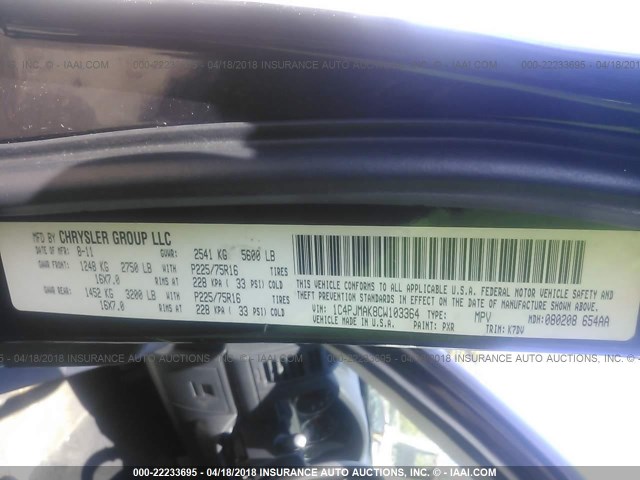 000-22233695 - 04/18/2018 INSURANCE AUTO AUCTIONS, INC. - © IAAI.COM
MFD BY CHRYSLER GROUP LLC
DATE OF MFR: 8-11 GVWR: 2541 KG 5600 LB
GAWR FRONT: 1248 KG 2750 LB WITH P225/75R16 TIRES
16X7.0 RIMS AT 228 KPA ( 33 PSI) COLD
GAWR REAR: 1452 KG 3200 LB WITH P225/75R16 TIRES
16X7.0 RIMS AT 228 KPA ( 33 PSI) COLD
THIS VEHICLE CONFORMS TO ALL APPLICABLE U.S.A. FEDERAL MOTOR VEHICLE SAFETY, BUMPER, AND
THEFT PREVENTION STANDARDS IN EFFECT ON THE DATE OF MANUFACTURE SHOWN ABOVE.
VIN: 1C4PJMAK8CW103364 TYPE: MPV MDH: 080208 654AA
VEHICLE MADE IN U.S.A. PAINT: PXR TRIM: K7DV
000-22233695 - 04/18/2018 INSURANCE AUTO AUCTIONS, INC. - © IAAI.COM